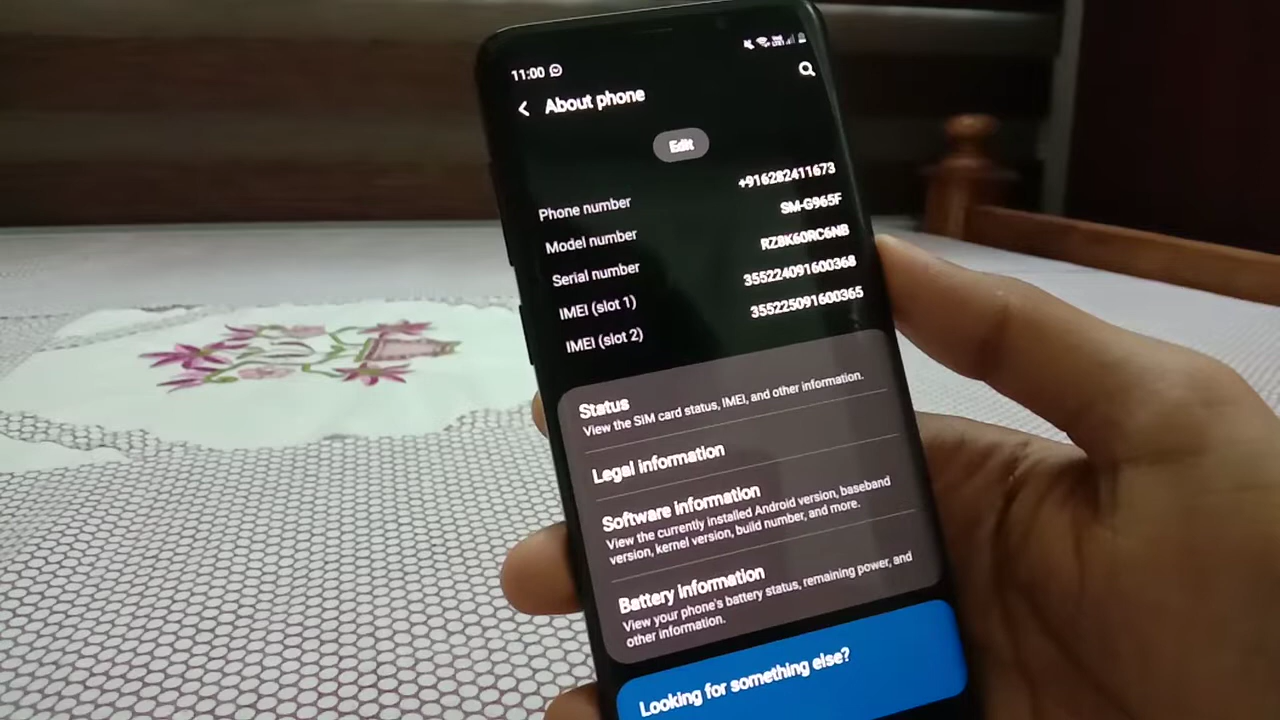 11:00
About phone
Edit
Phone number +916282411673
Model number SM-G965F
Serial number RZ8K60RC6NB
IMEI (slot 1) 355224091600368
IMEI (slot 2) 355225091600365
Status
View the SIM card status, IMEI, and other information.
Legal information
Software information
View the currently installed Android version, baseband
version, kernel version, build number, and more.
Battery information
View your phone's battery status, remaining power, and
other information.
Looking for something else?